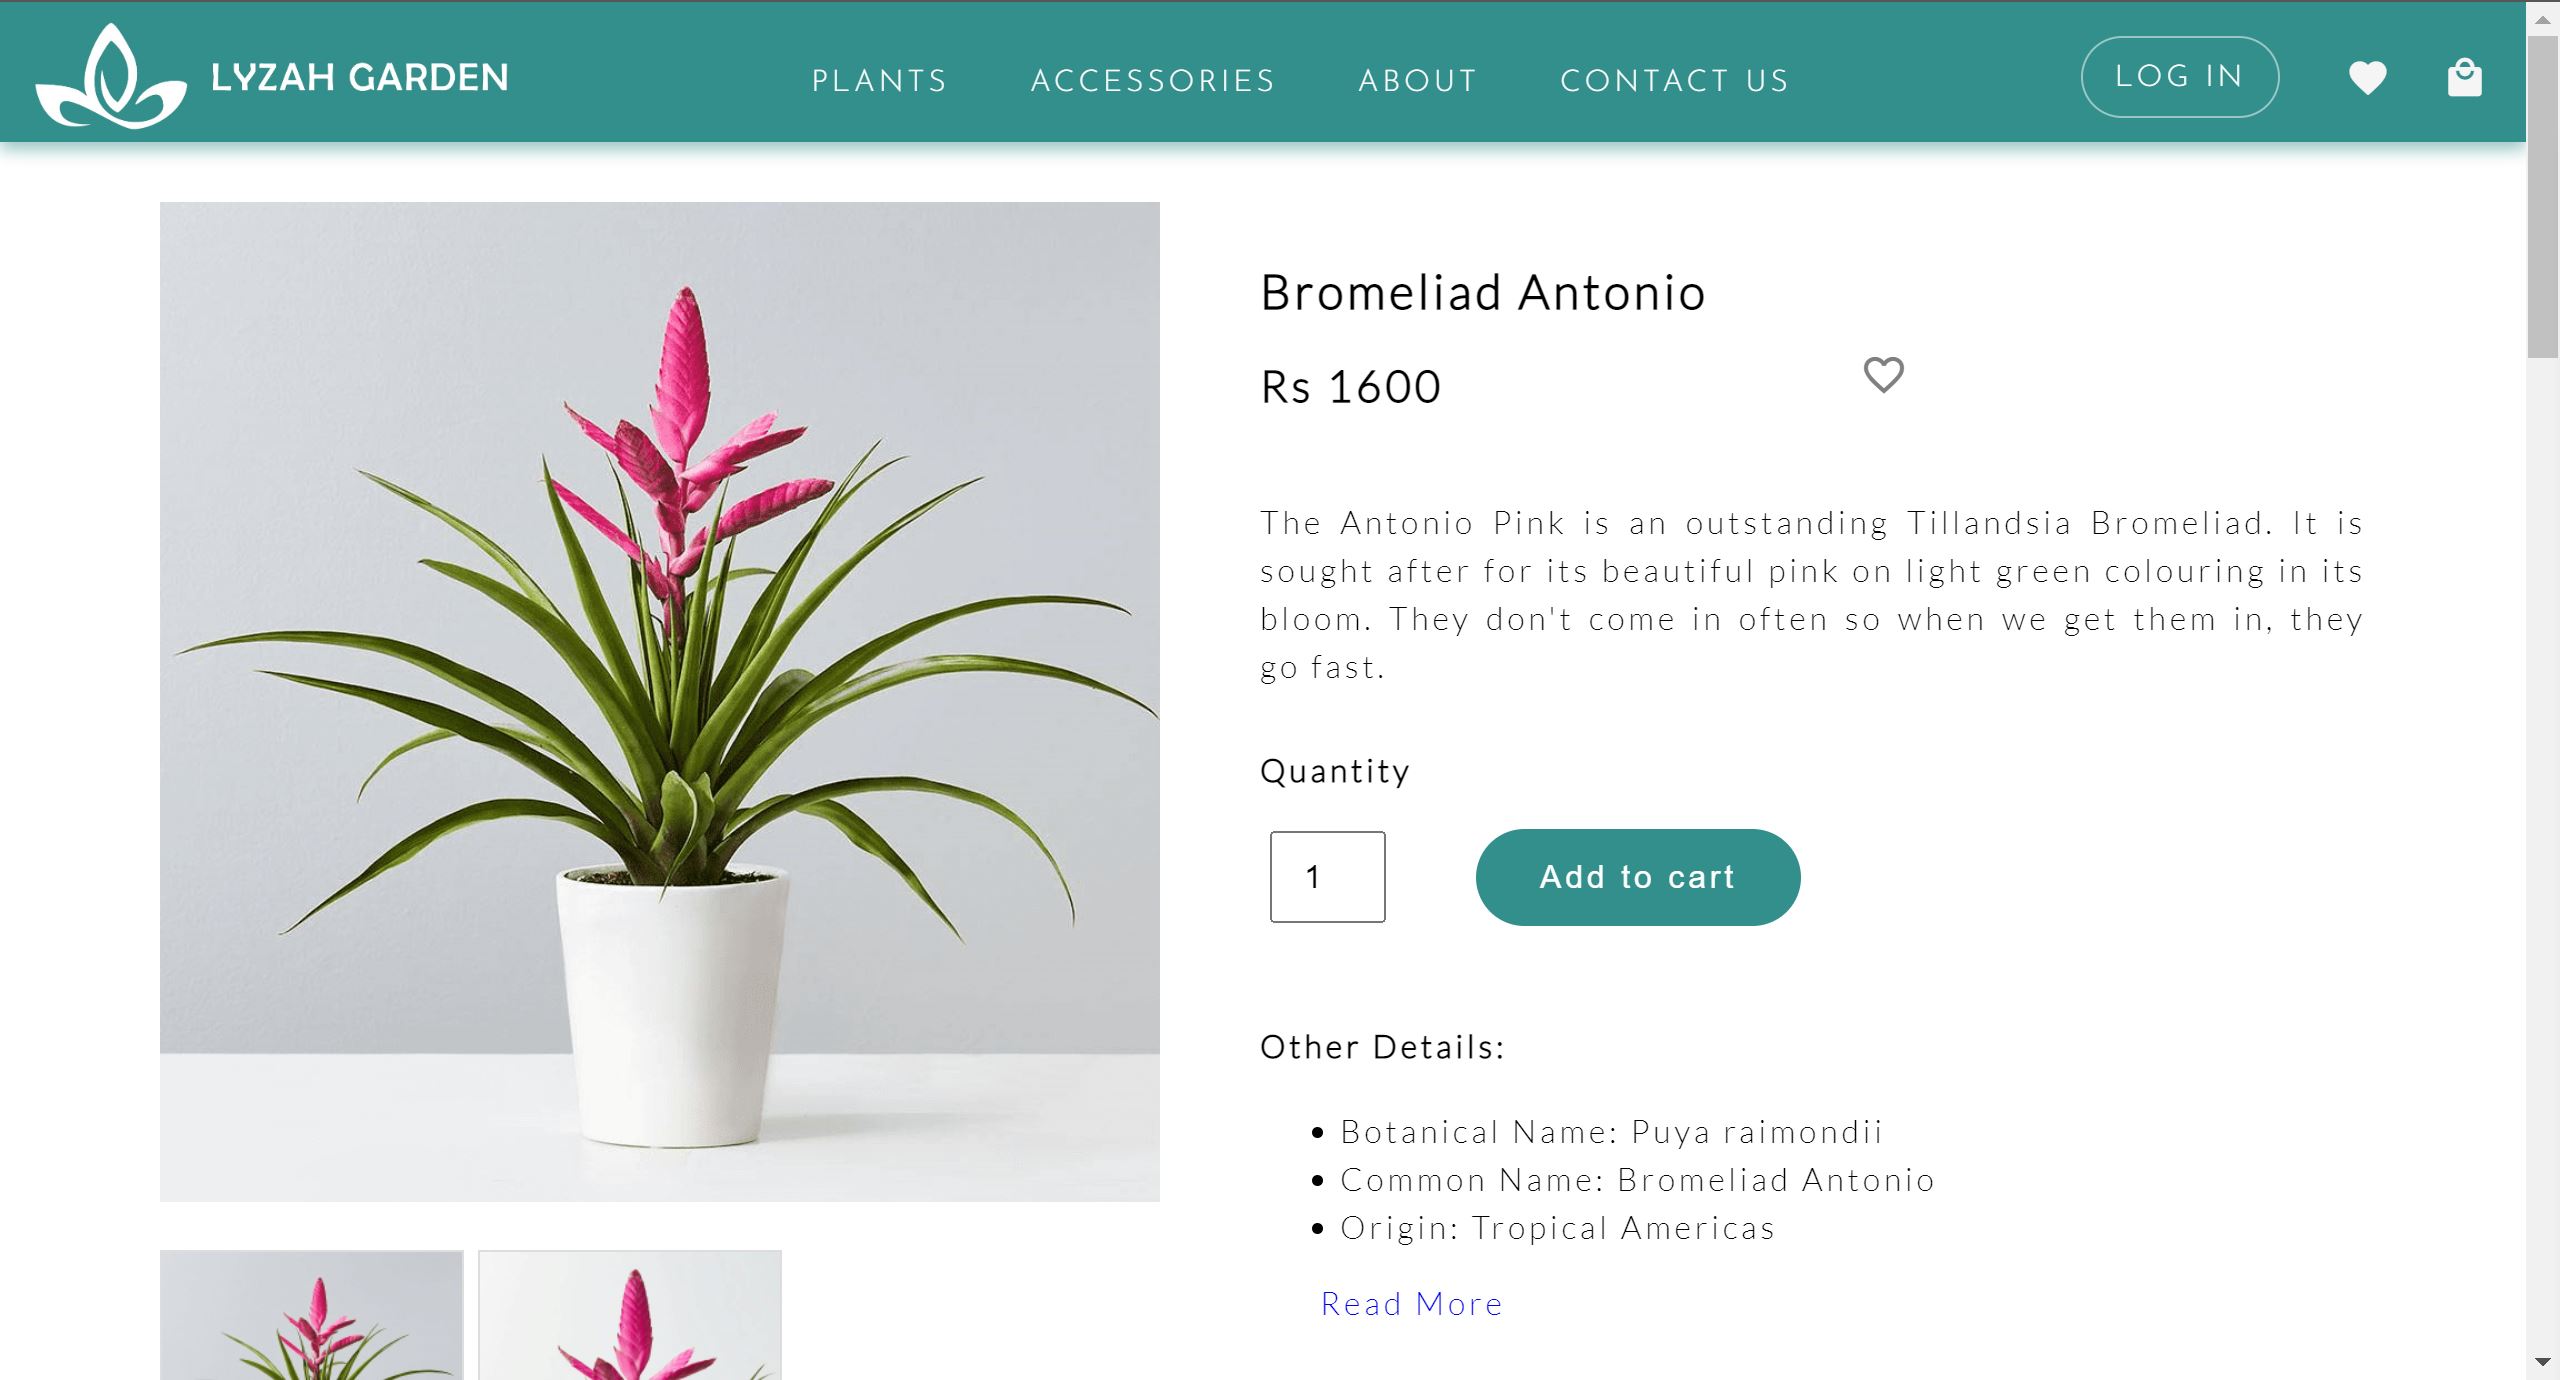 LYZAH GARDEN
PLANTS
ACCESSORIES
ABOUT
CONTACT US
LOG IN
Bromeliad Antonio
Rs 1600
The Antonio Pink is an outstanding Tillandsia Bromeliad. It is
sought after for its beautiful pink on light green colouring in its
bloom. They don't come in often so when we get them in, they
go fast.
Quantity
1
Add to cart
Other Details:
Botanical Name: Puya raimondii
Common Name: Bromeliad Antonio
Origin: Tropical Americas
Read More